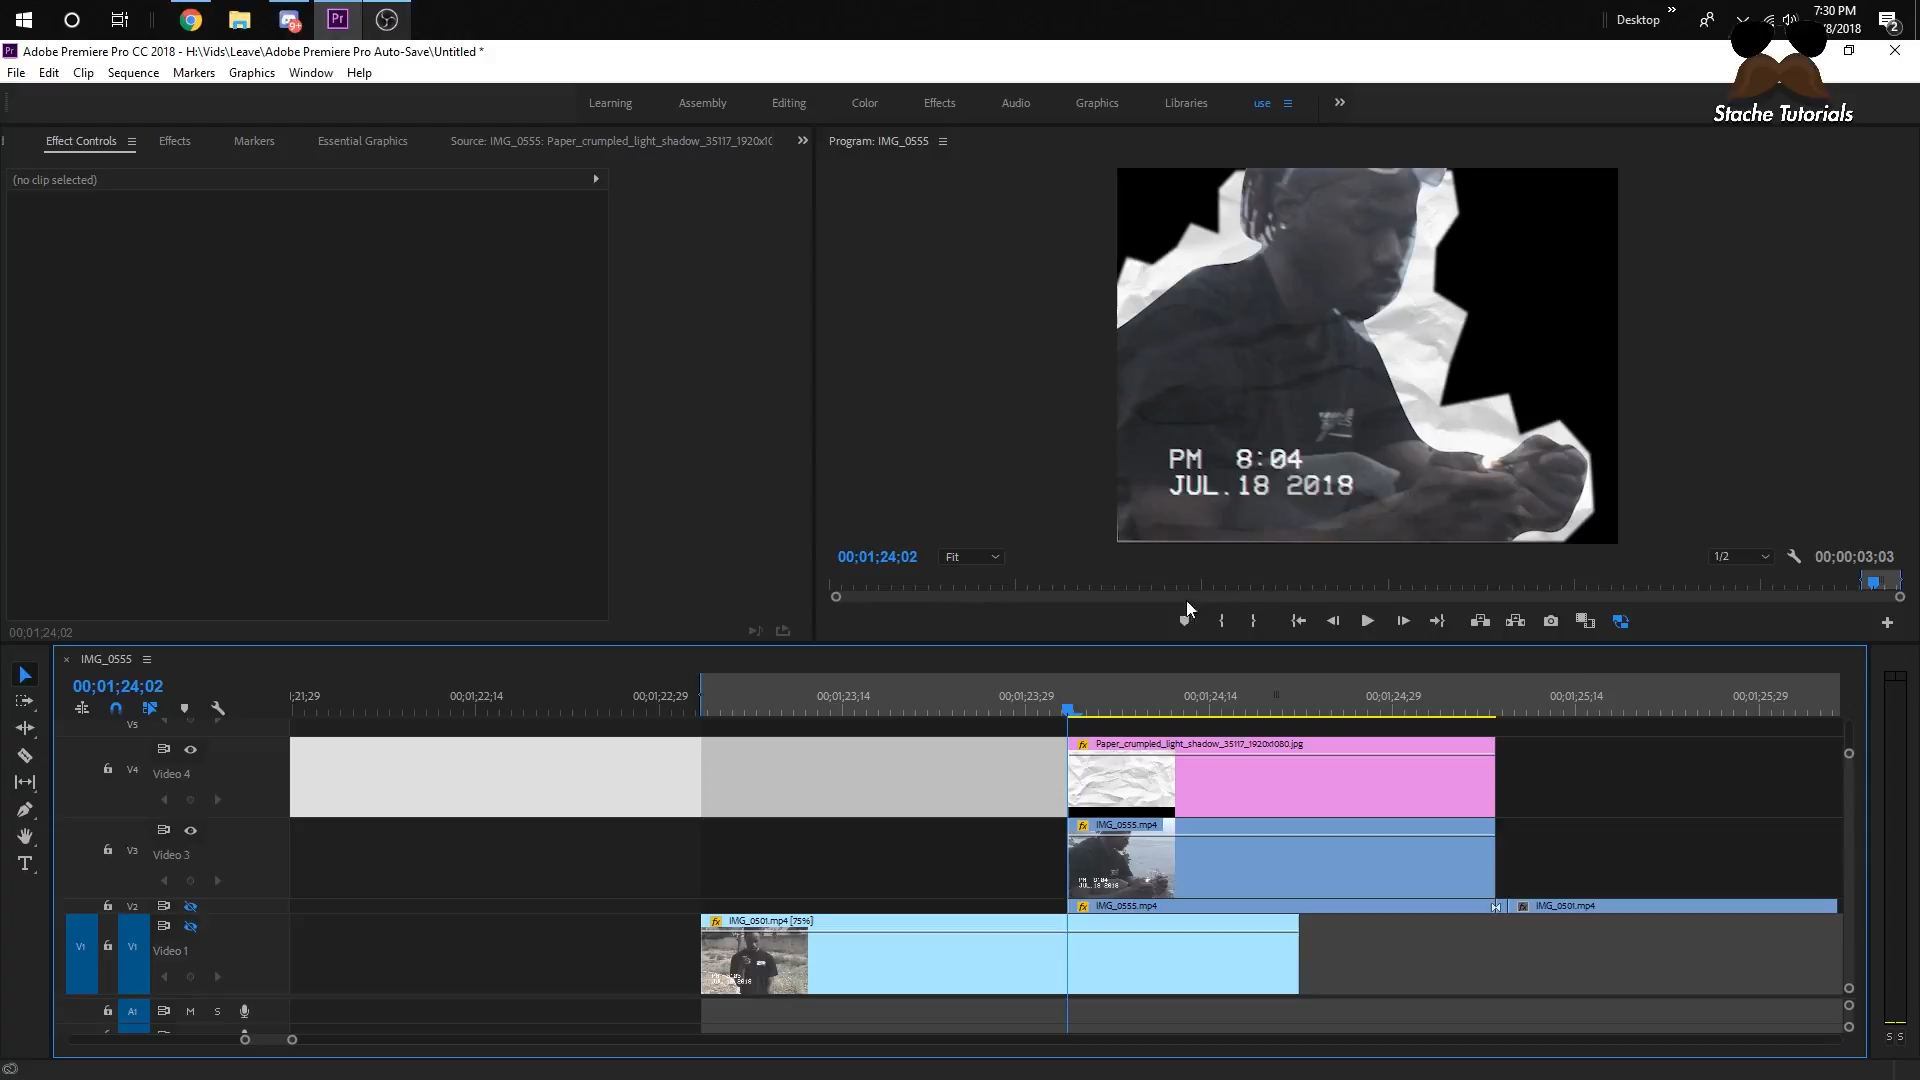 Desktop
7:30 PM
/8/2018
2
Adobe Premiere Pro CC 2018 - H:\Vids\Leave\Adobe Premiere Pro Auto-Save\Untitled *
File Edit Clip Sequence Markers Graphics Window Help
Stache Tutorials
Learning Assembly Editing Color Effects Audio Graphics Libraries use
Effect Controls Effects Markers Essential Graphics Source: IMG_0555: Paper_crumpled_light_shadow_35117_1920x10
Program: IMG_0555
(no clip selected)
PM 8:04
JUL.18 2018
00;01;24;02 Fit 1/2 00;00;03;03
00;01;24;02
IMG_0555
00;01;24;02
;21;29 00;01;22;14 00;01;22;29 00;01;23;14 00;01;23;29 00;01;24;14 00;01;24;29 00;01;25;14 00;01;25;29
V5
V4 Video 4
Paper_crumpled_light_shadow_35117_1920x1080.jpg
V3 Video 3
IMG_0555.mp4
V2
IMG_0555.mp4
IMG_0501.mp4
V1 V1 Video 1
IMG_0501.mp4 [75%]
A1 M S
S S